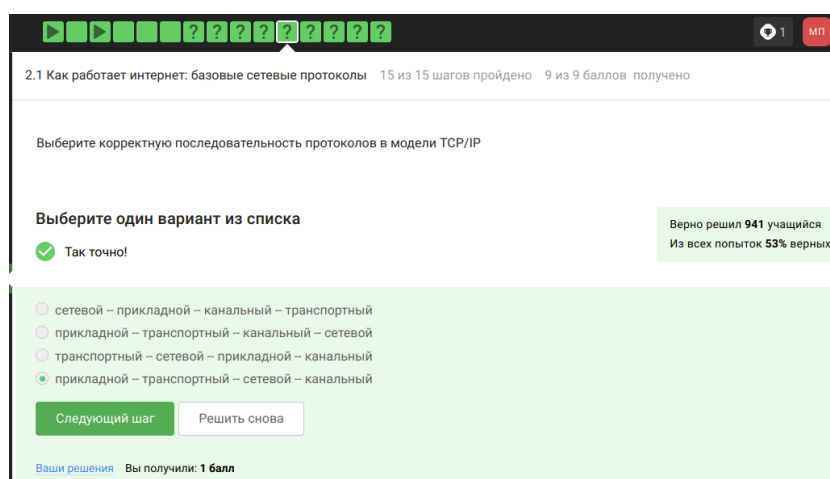 ? ? ? ? ? ? ? ? ?
1
МП
2.1 Как работает интернет: базовые сетевые протоколы 15 из 15 шагов пройдено 9 из 9 баллов получено
Выберите корректную последовательность протоколов в модели TCP/IP
Выберите один вариант из списка
Так точно!
Верно решил 941 учащийся
Из всех попыток 53% верных
сетевой -- прикладной -- канальный -- транспортный
прикладной -- транспортный -- канальный -- сетевой
транспортный -- сетевой -- прикладной -- канальный
прикладной -- транспортный -- сетевой -- канальный
Следующий шаг
Решить снова
Ваши решения Вы получили: 1 балл